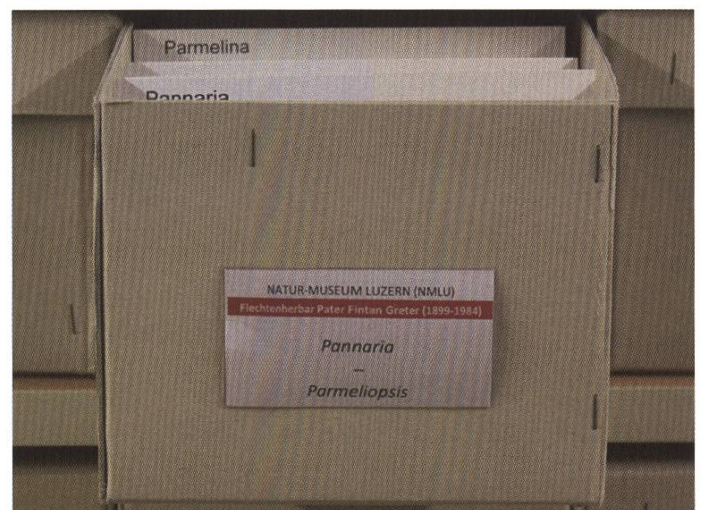 Parmelina
Pannaria
NATUR-MUSEUM LUZERN (NMLU)
Flechtenherbar Pater Fintan Greter (1899-1984)
Pannaria
–
Parmeliopsis